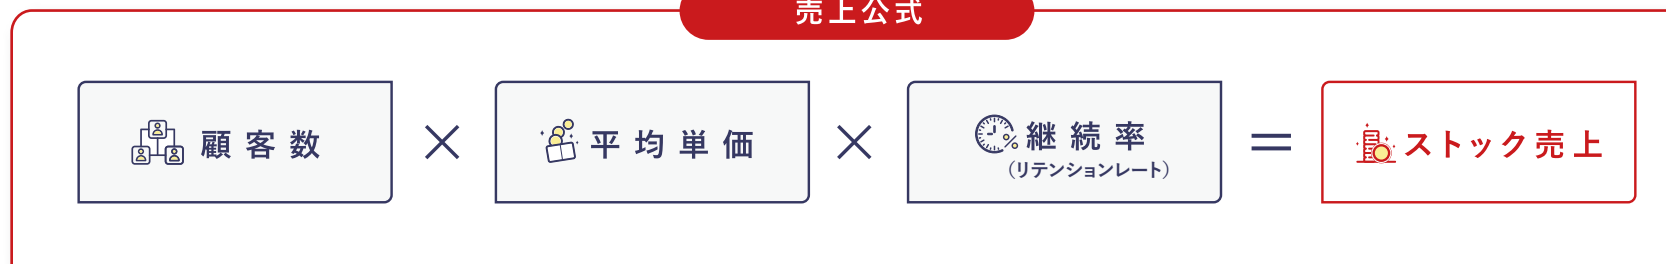 売上公式
顧客数
×
平均単価
×
継続率
（リテンションレート）
＝
ストック売上